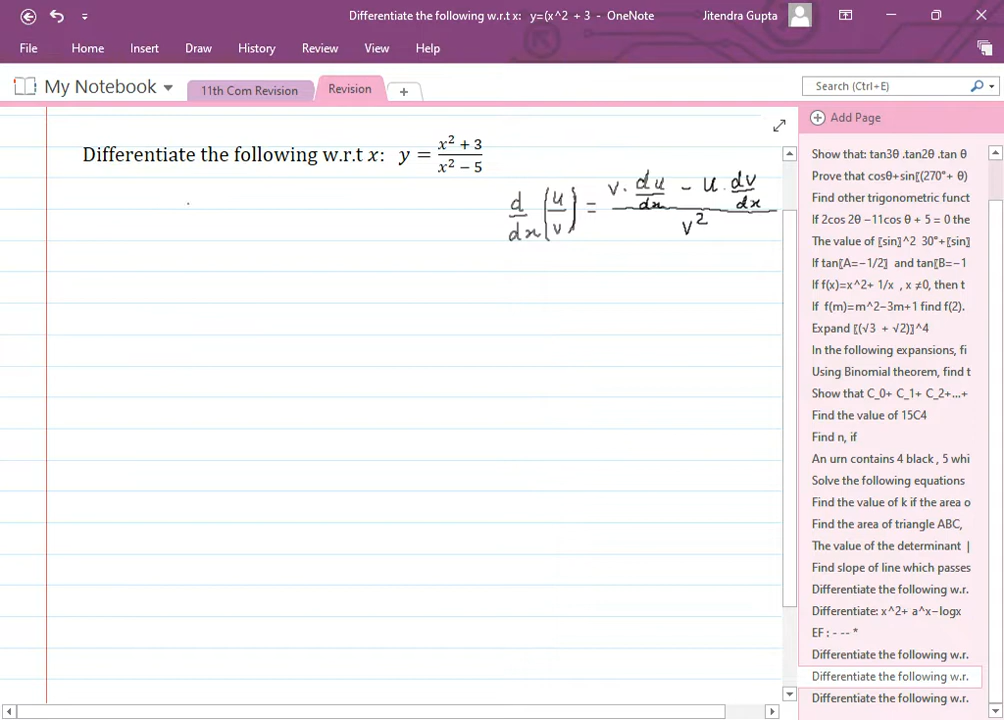 Differentiate the following w.r.t x: y=(x^2 + 3 - OneNote
Jitendra Gupta
File Home Insert Draw History Review View Help
My Notebook
11th Com Revision Revision +
Search (Ctrl+E)
Differentiate the following w.r.t x: y = (x² + 3)/(x² − 5)
d/dx (u/v) = (v · du/dx − u · dv/dx)/v²
Add Page
Show that: tan3θ .tan2θ .tan θ
Prove that cosθ+sin〖(270°+ θ)
Find other trigonometric funct
If 2cos 2θ −11cos θ + 5 = 0 the
The value of 〖sin〗^2 30°+〖sin〗
If tan〖A=−1/2〗 and tan〖B=−1
If f(x)=x^2+ 1/x , x ≠0, then t
If f(m)=m^2−3m+1 find f(2).
Expand 〖(√3 + √2)〗^4
In the following expansions, fi
Using Binomial theorem, find t
Show that C_0+ C_1+ C_2+...+
Find the value of 15C4
Find n, if
An urn contains 4 black , 5 whi
Solve the following equations
Find the value of k if the area o
Find the area of triangle ABC,
The value of the determinant |
Find slope of line which passes
Differentiate the following w.r.
Differentiate: x^2+ a^x−logx
EF : - -- *
Differentiate the following w.r.
Differentiate the following w.r.
Differentiate the following w.r.